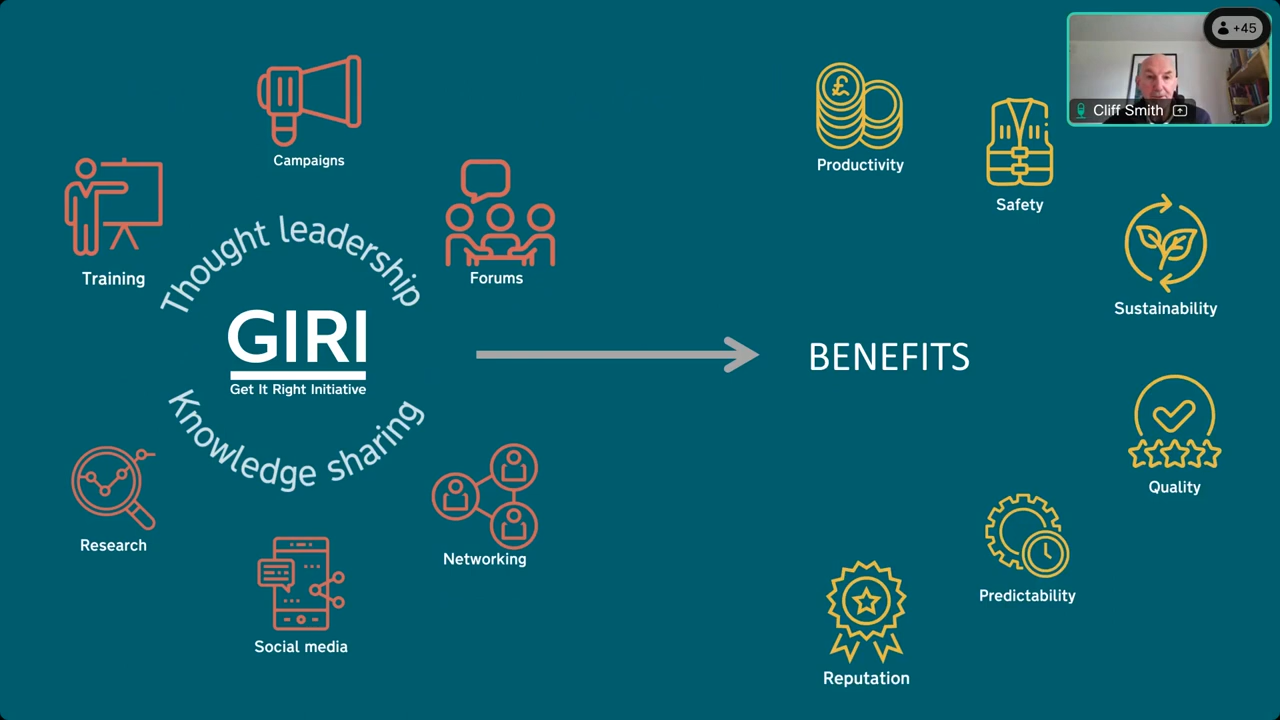 Campaigns
Training
Forums
Thought leadership
GIRI
Get It Right Initiative
Knowledge sharing
Research
Networking
Social media
BENEFITS
£
Productivity
Safety
Sustainability
Quality
Predictability
Reputation
+45
Cliff Smith